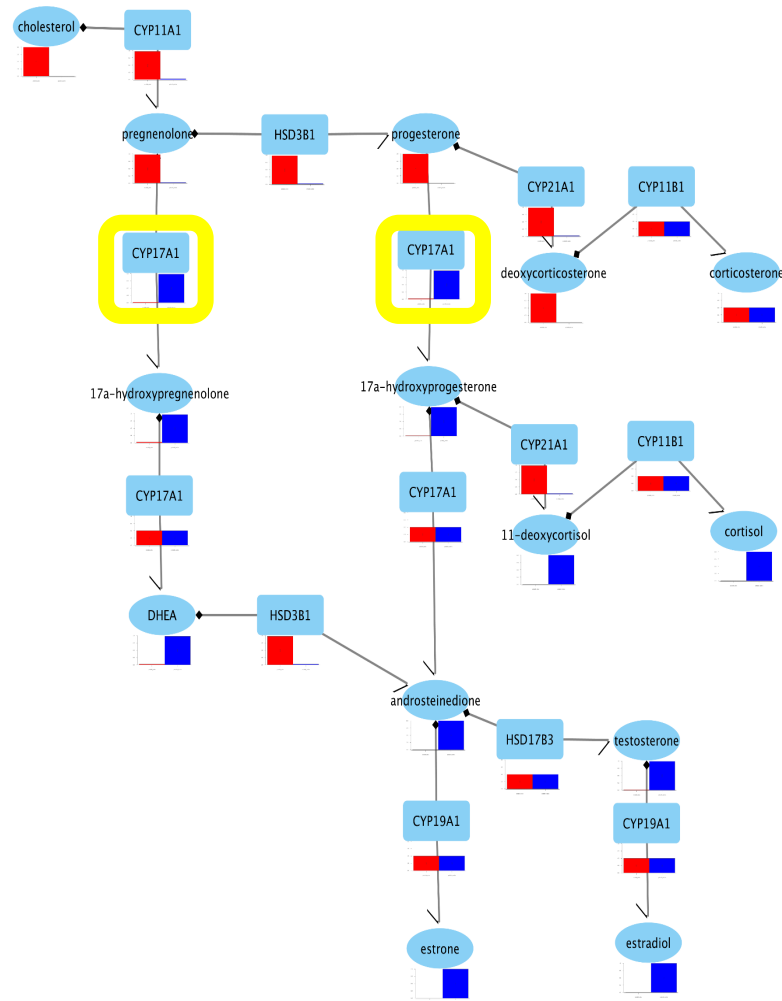 cholesterol
CYP11A1
pregnenolone
HSD3B1
progesterone
CYP21A1
CYP11B1
CYP17A1
CYP17A1
deoxycorticosterone
corticosterone
17a-hydroxypregnenolone
17a-hydroxyprogesterone
CYP21A1
CYP11B1
CYP17A1
CYP17A1
11-deoxycortisol
cortisol
DHEA
HSD3B1
androsteinedione
HSD17B3
testosterone
CYP19A1
CYP19A1
estrone
estradiol